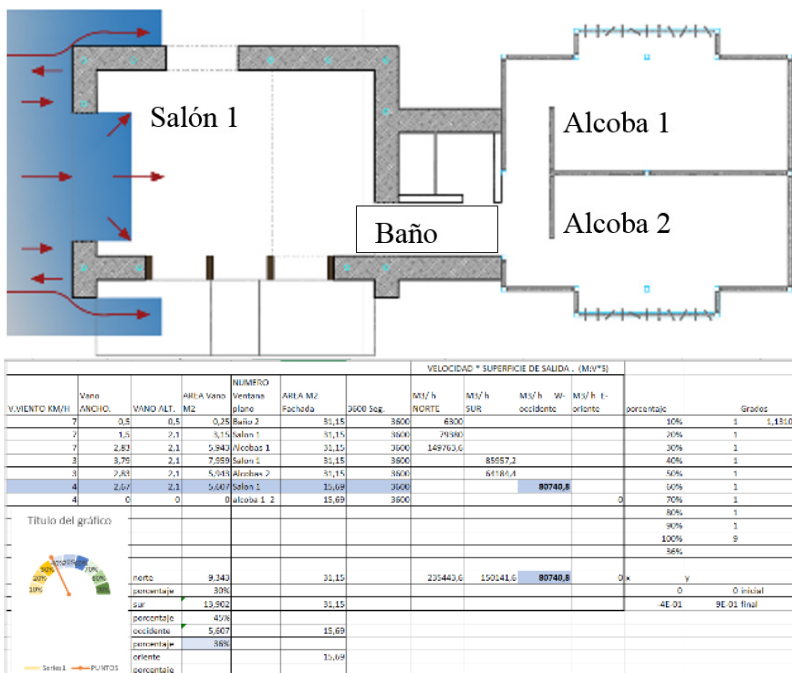 Salón 1
Alcoba 1
Alcoba 2
Baño
VELOCIDAD * SUPERFICIE DE SALIDA . (M:V*S)
V.VIENTO KM/H Vano ANCHO. VANO ALT. AREA Vano M2 NUMERO Ventana plano AREA M2 Fachada 3600 Seg. M3/ h NORTE M3/ h SUR M3/ h W-occidente M3/ h E-oriente porcentaje Grados
7 0,5 0,5 0,25 Baño 2 31,15 3600 6300 10% 1 1,1310
7 1,5 2,1 3,15 Salon 1 31,15 3600 79380 20% 1
7 2,83 2,1 5,943 Alcobas 1 31,15 3600 149763,6 30% 1
3 3,79 2,1 7,959 Salon 1 31,15 3600 85957,2 40% 1
3 2,83 2,1 5,943 Alcobas 2 31,15 3600 64184,4 50% 1
4 2,67 2,1 5,607 Salon 1 15,69 3600 80740,8 60% 1
4 0 0 0 alcoba 1 2 15,69 3600 0 70% 1
80% 1
90% 1
100% 9
36%
Título del gráfico
norte 9,343 31,15 235443,6 150141,6 80740,8 0 x y
porcentaje 30% 0 0 inicial
sur 13,902 31,15 -4E-01 9E-01 final
porcentaje 45%
occidente 5,607 15,69
porcentaje 36%
oriente 15,69
porcentaje
10%
20%
30%
Series1 PUNTOS